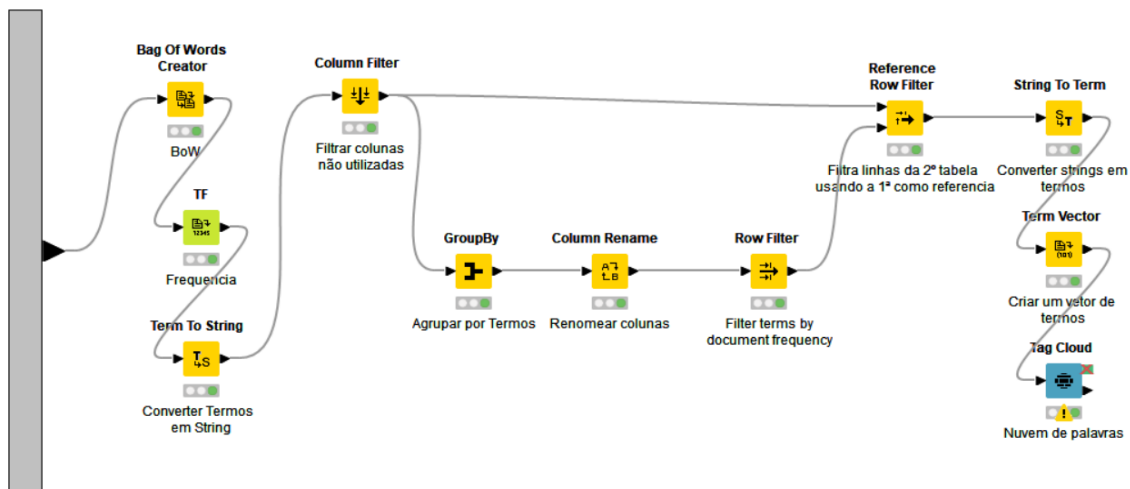 Bag Of Words
Creator
BoW
TF
12345
Frequencia
Term To String
T
S
Converter Termos
em String
Column Filter
Filtrar colunas
não utilizadas
GroupBy
Agrupar por Termos
Column Rename
A
B
Renomear colunas
Row Filter
Filter terms by
document frequency
Reference
Row Filter
Filtra linhas da 2º tabela
usando a 1ª como referencia
String To Term
S
T
Converter strings em
termos
Term Vector
(101)
Criar um vetor de
termos
Tag Cloud
!
Nuvem de palavras